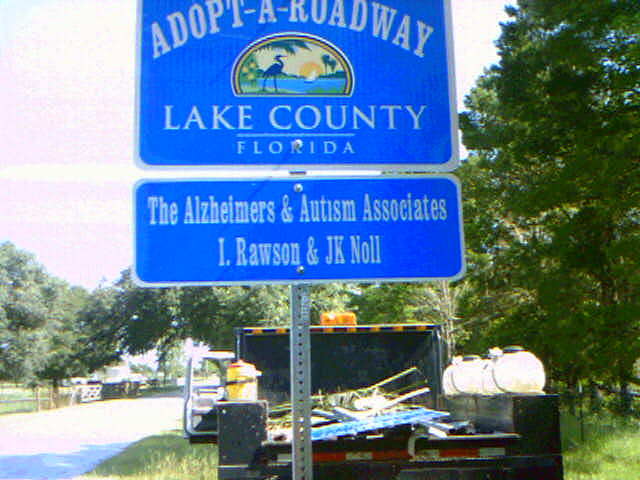 ADOPT-A-ROADWAY
LAKE COUNTY
FLORIDA
The Alzheimers & Autism Associates
I. Rawson & JK Noll